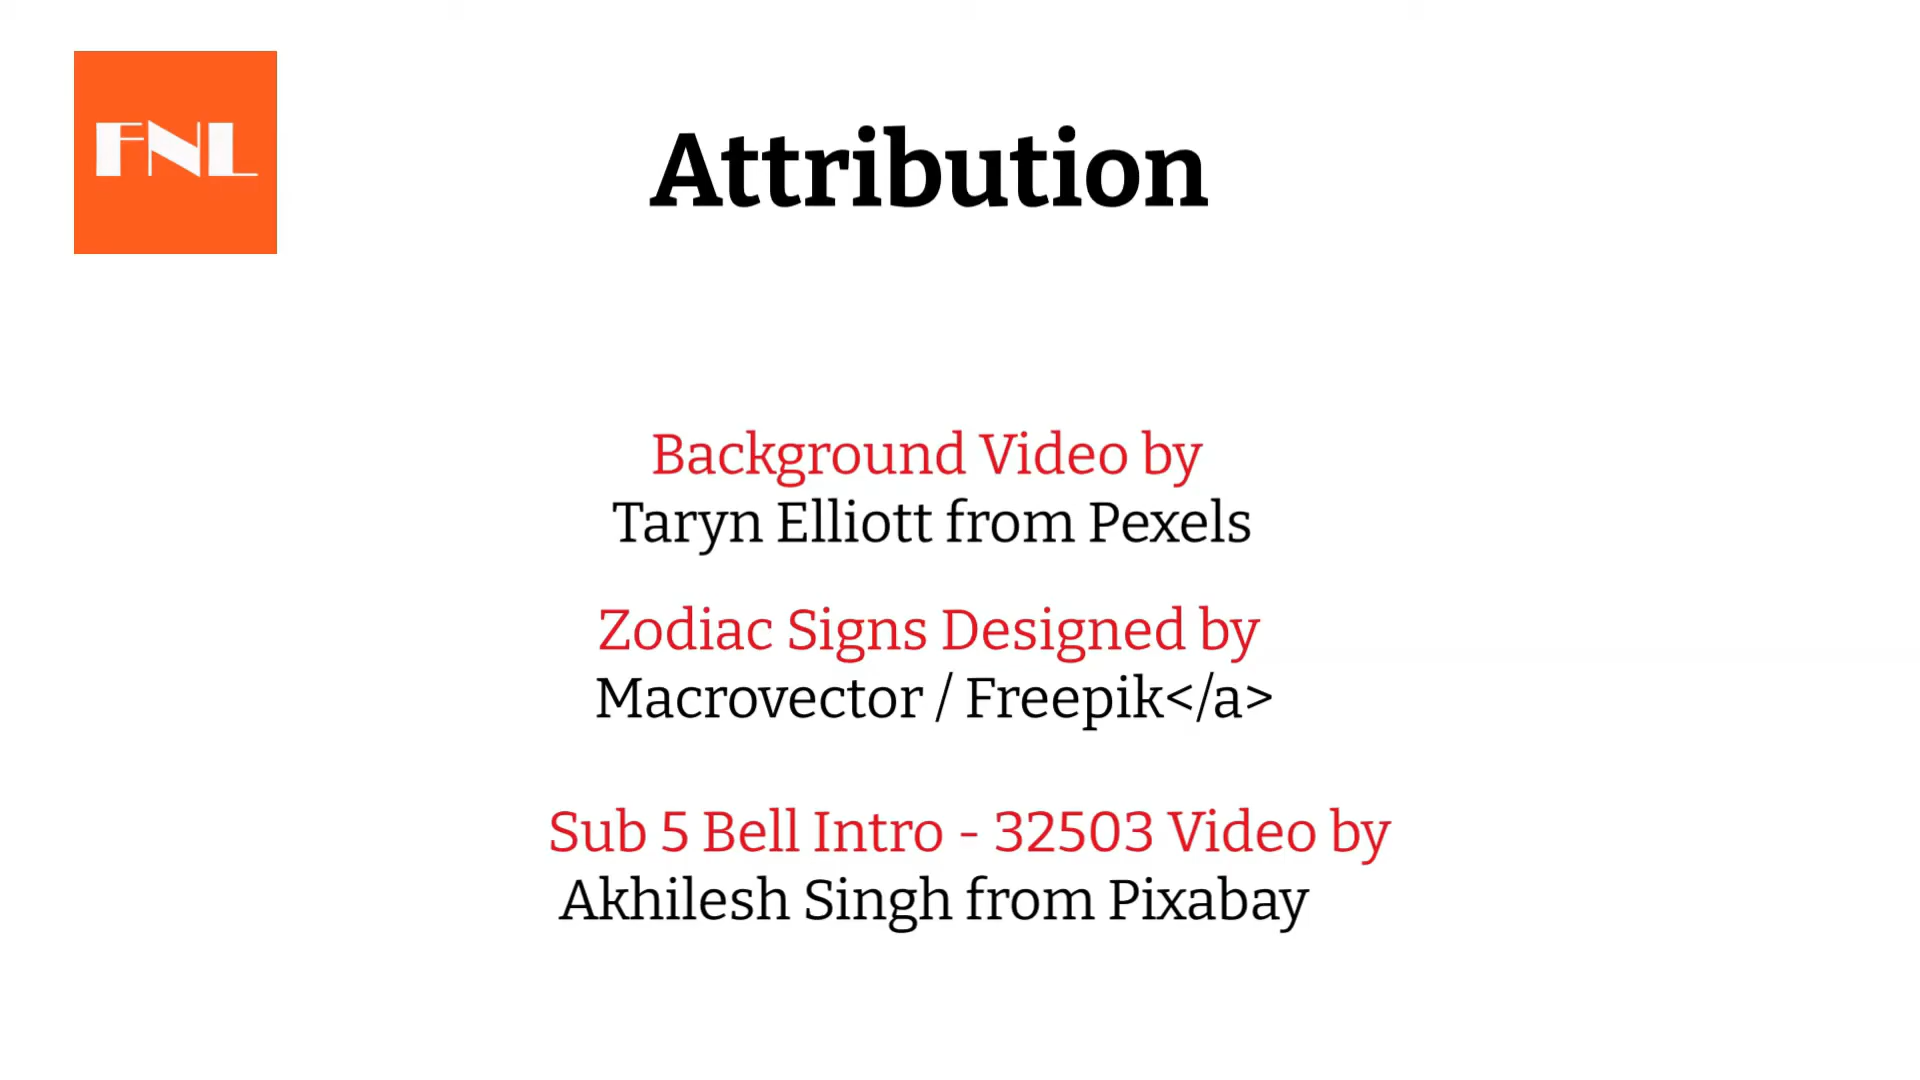 FNL
Attribution
Background Video by
Taryn Elliott from Pexels
Zodiac Signs Designed by
Macrovector / Freepik</a>
Sub 5 Bell Intro - 32503 Video by
Akhilesh Singh from Pixabay